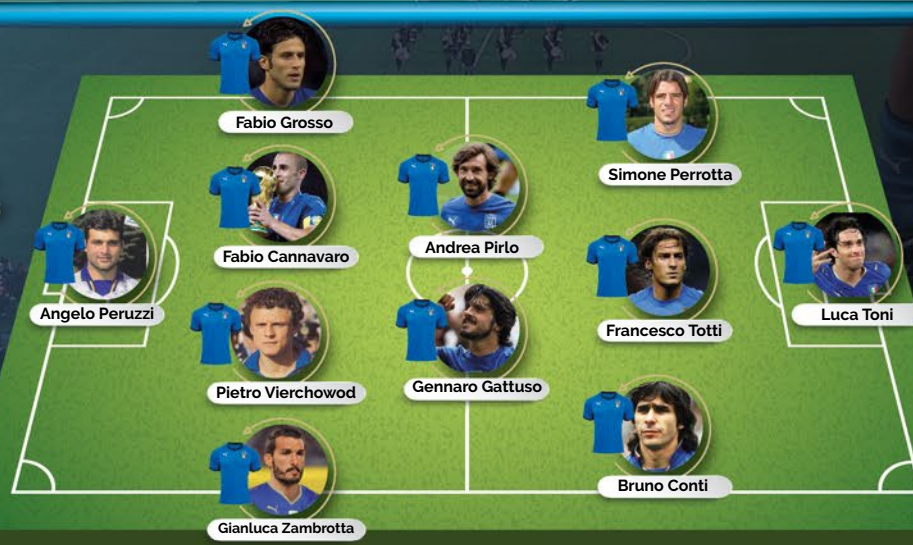 Fabio Grosso
Simone Perrotta
Fabio Cannavaro
Andrea Pirlo
Angelo Peruzzi
Francesco Totti
Luca Toni
Pietro Vierchowod
Gennaro Gattuso
Bruno Conti
Gianluca Zambrotta